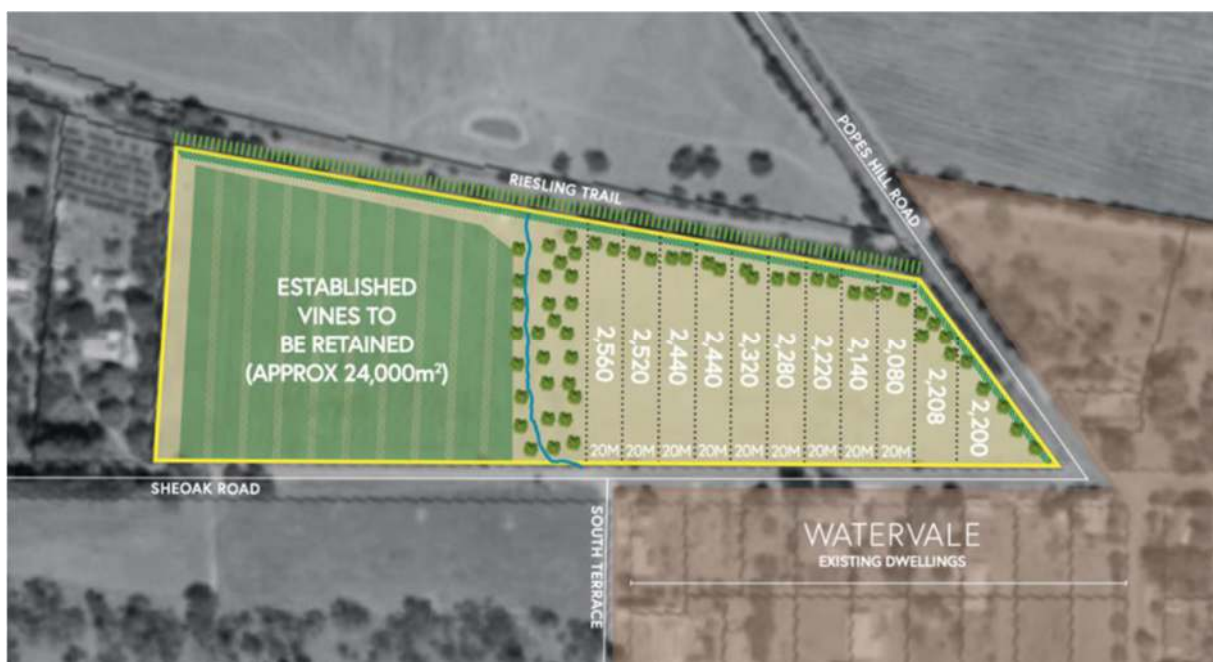 POPES HILL ROAD
RIESLING TRAIL
ESTABLISHED
VINES TO
BE RETAINED
(APPROX 24,000m²)
2,560
2,520
2,440
2,440
2,320
2,280
2,220
2,140
2,080
2,208
2,200
20M
20M
20M
20M
20M
20M
20M
20M
20M
SHEOAK ROAD
SOUTH TERRACE
WATERVALE
EXISTING DWELLINGS